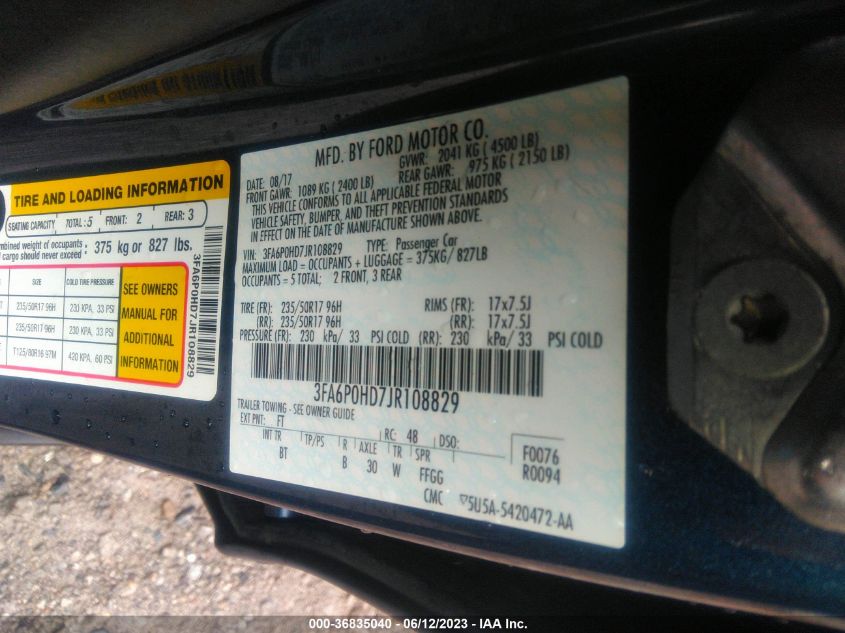 TIRE AND LOADING INFORMATION
SEATING CAPACITY TOTAL: 5 FRONT: 2 REAR: 3
mbined weight of occupants : 375 kg or 827 lbs.
cargo should never exceed
SIZE COLD TIRE PRESSURE
235/50R17 96H 230 KPA, 33 PSI
235/50R17 96H 230 KPA, 33 PSI
T125/80R16 97M 420 KPA, 60 PSI
SEE OWNERS
MANUAL FOR
ADDITIONAL
INFORMATION
3FA6P0HD7JR108829
MFD. BY FORD MOTOR CO.
DATE: 08/17 GVWR: 2041 KG ( 4500 LB)
FRONT GAWR: 1089 KG ( 2400 LB) REAR GAWR: 975 KG ( 2150 LB)
THIS VEHICLE CONFORMS TO ALL APPLICABLE FEDERAL MOTOR
VEHICLE SAFETY, BUMPER, AND THEFT PREVENTION STANDARDS
IN EFFECT ON THE DATE OF MANUFACTURE SHOWN ABOVE.
VIN: 3FA6P0HD7JR108829 TYPE: Passenger Car
MAXIMUM LOAD = OCCUPANTS + LUGGAGE = 375KG/ 827LB
OCCUPANTS = 5 TOTAL; 2 FRONT, 3 REAR
TIRE (FR): 235/50R17 96H RIMS (FR): 17x7.5J
(RR): 235/50R17 96H (RR): 17x7.5J
PRESSURE (FR): 230 kPa/ 33 PSI COLD (RR): 230 kPa/ 33 PSI COLD
3FA6P0HD7JR108829
TRAILER TOWING - SEE OWNER GUIDE
EXT PNT: FT RC: 48 DSO: F0076
INT TR TP/PS R AXLE TR SPR R0094
BT B 30 W FFGG
CMC 5U5A-5420472-AA
000-36835040 - 06/12/2023 - IAA Inc.